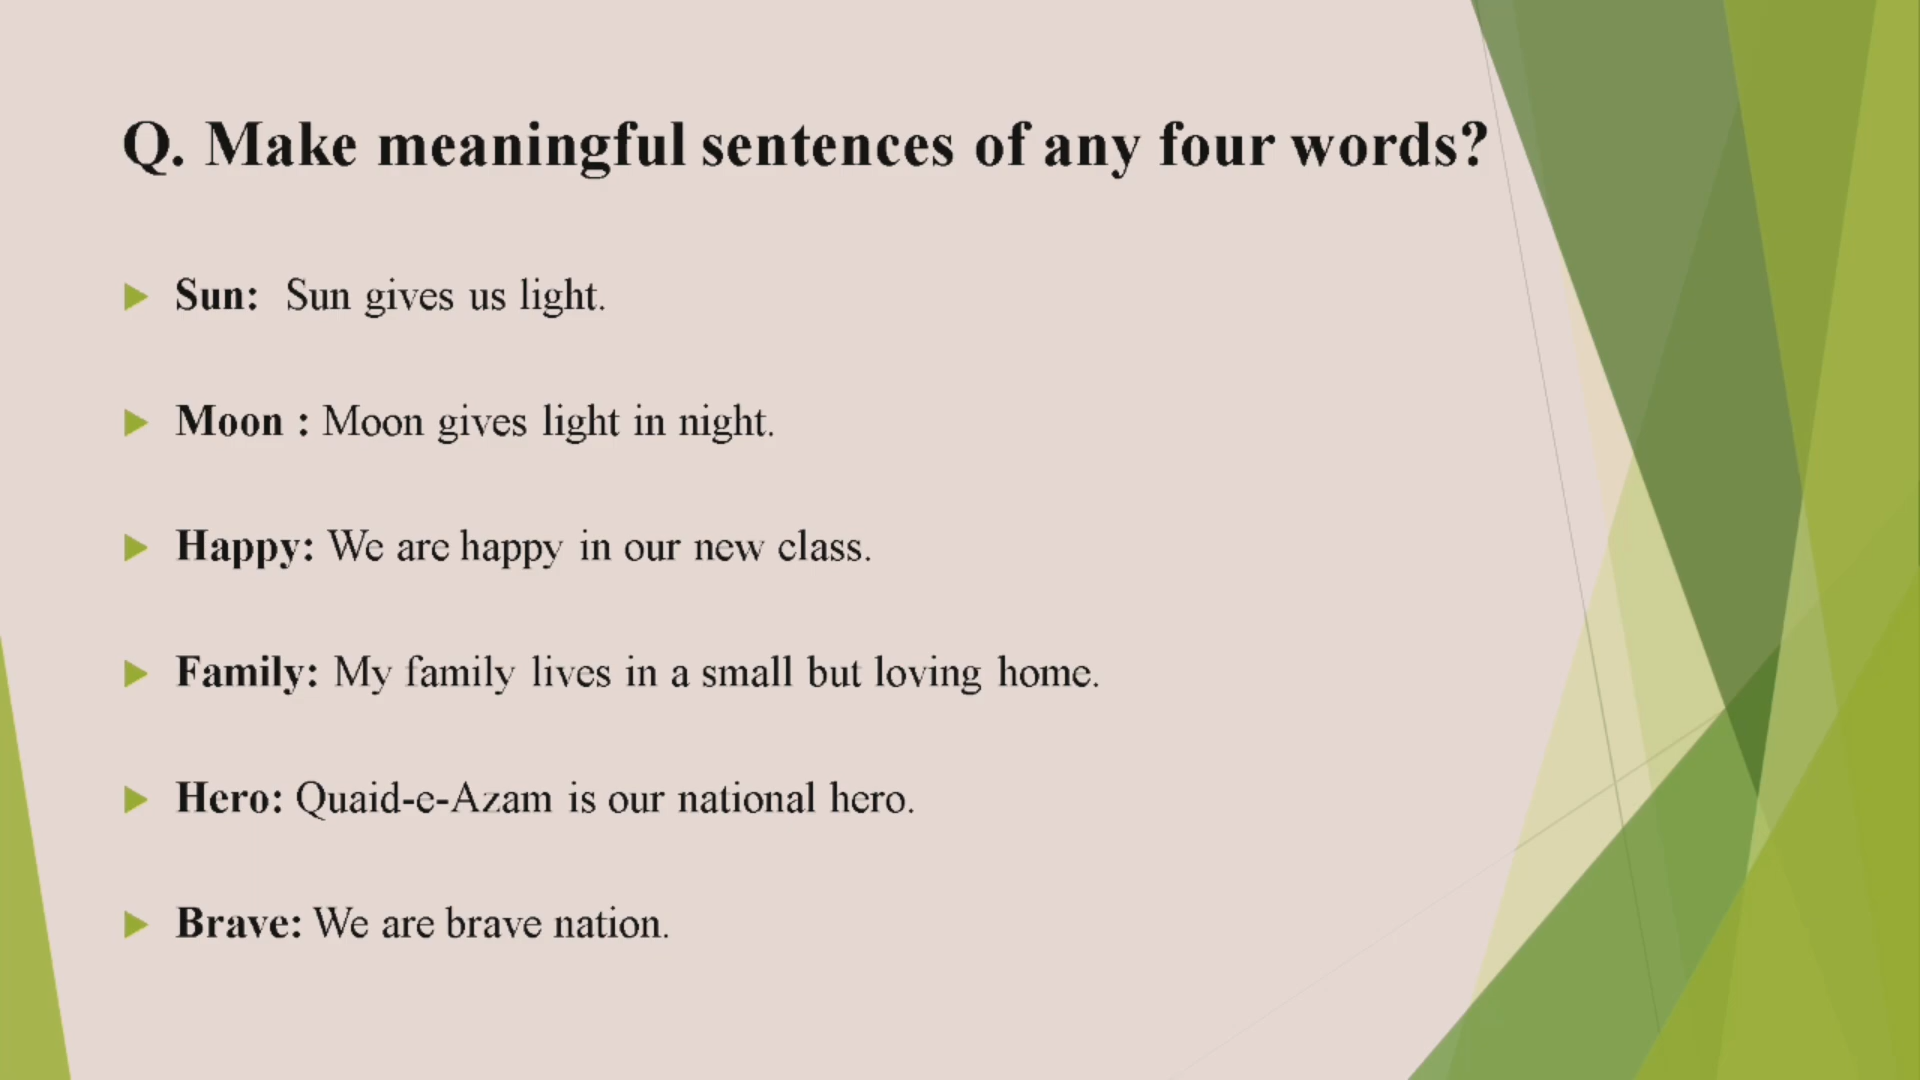 Q. Make meaningful sentences of any four words?
Sun: Sun gives us light.
Moon : Moon gives light in night.
Happy: We are happy in our new class.
Family: My family lives in a small but loving home.
Hero: Quaid-e-Azam is our national hero.
Brave: We are brave nation.